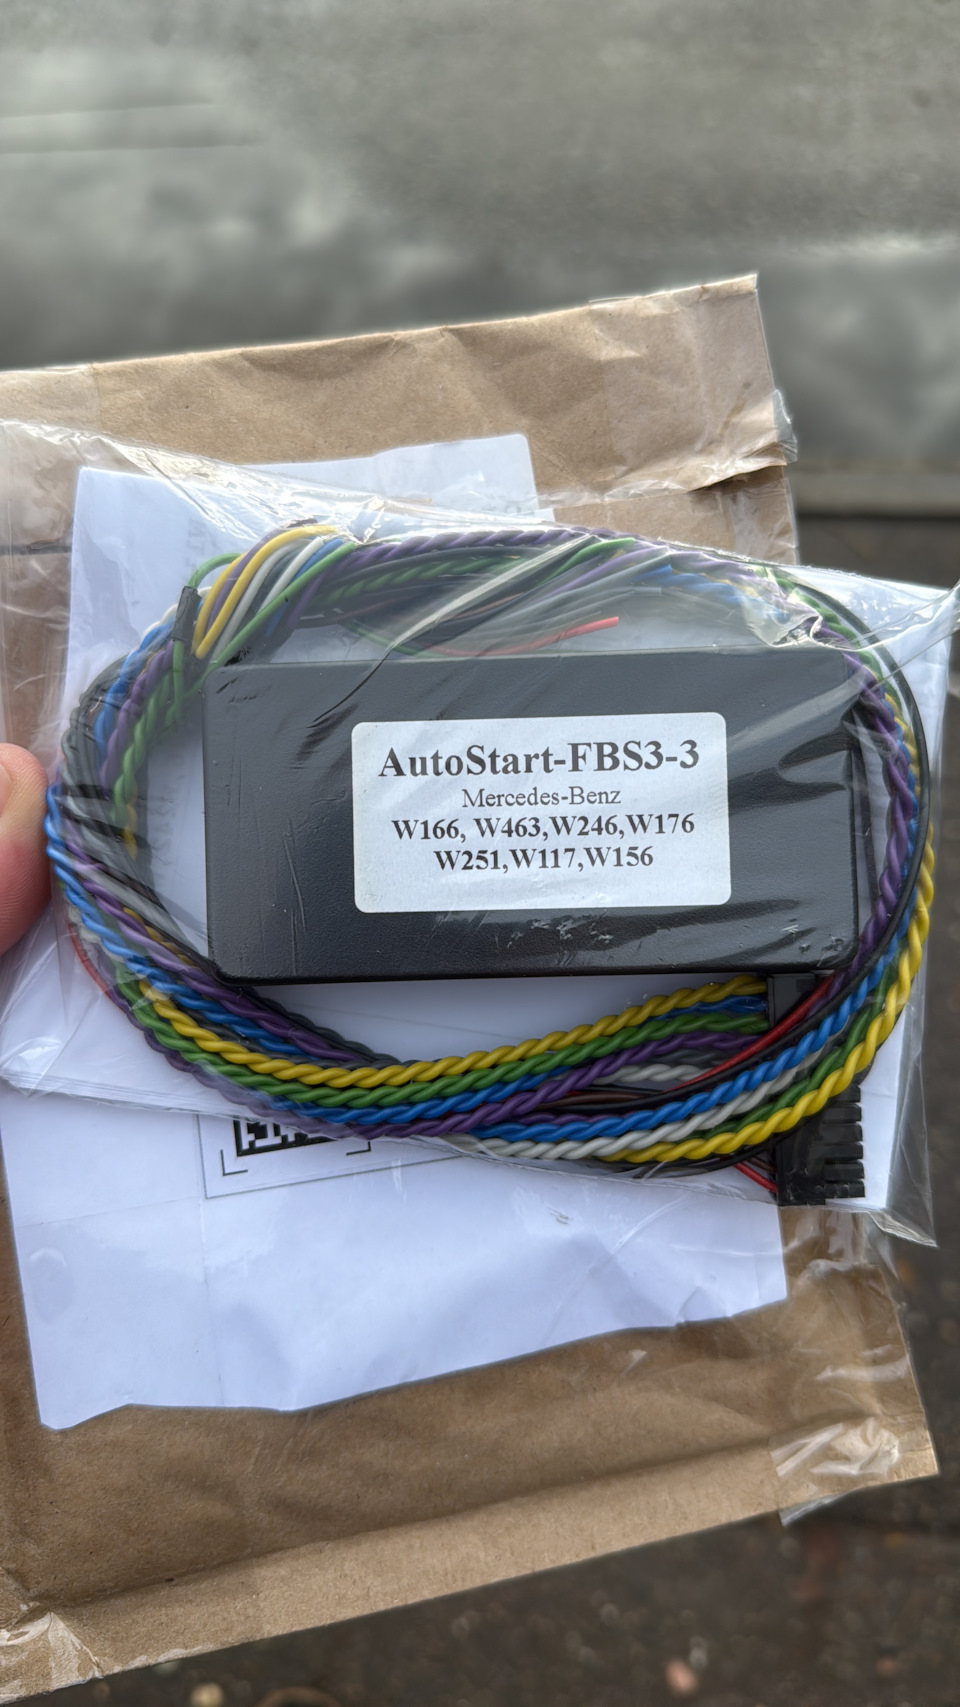 AutoStart-FBS3-3
Mercedes-Benz
W166, W463,W246,W176
W251,W117,W156